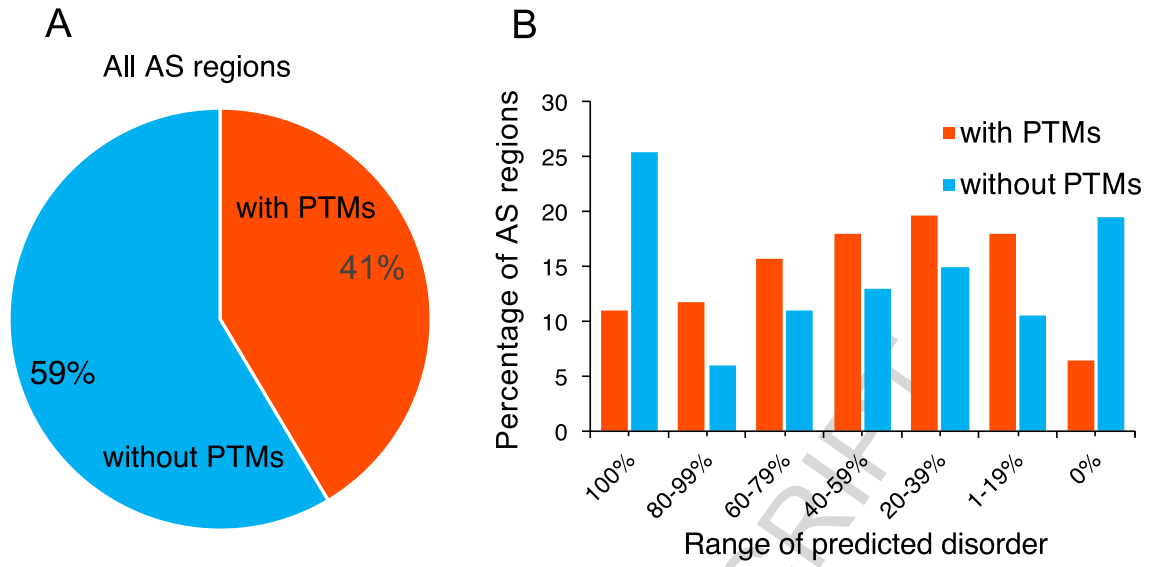 A
All AS regions
with PTMs
41%
59%
without PTMs
B
Percentage of AS regions
30
25
20
15
10
5
0
with PTMs
without PTMs
100%
80-99%
60-79%
40-59%
20-39%
1-19%
0%
Range of predicted disorder